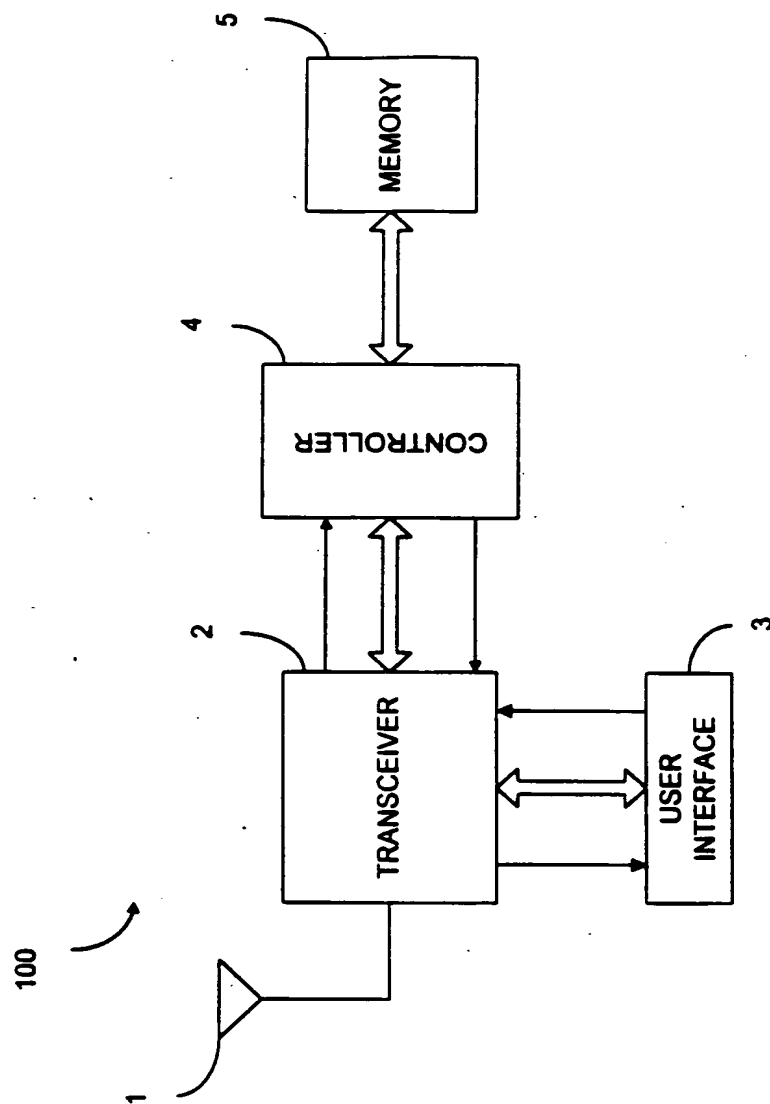 100
1
2
TRANSCEIVER
3
USER
INTERFACE
4
CONTROLLER
5
MEMORY